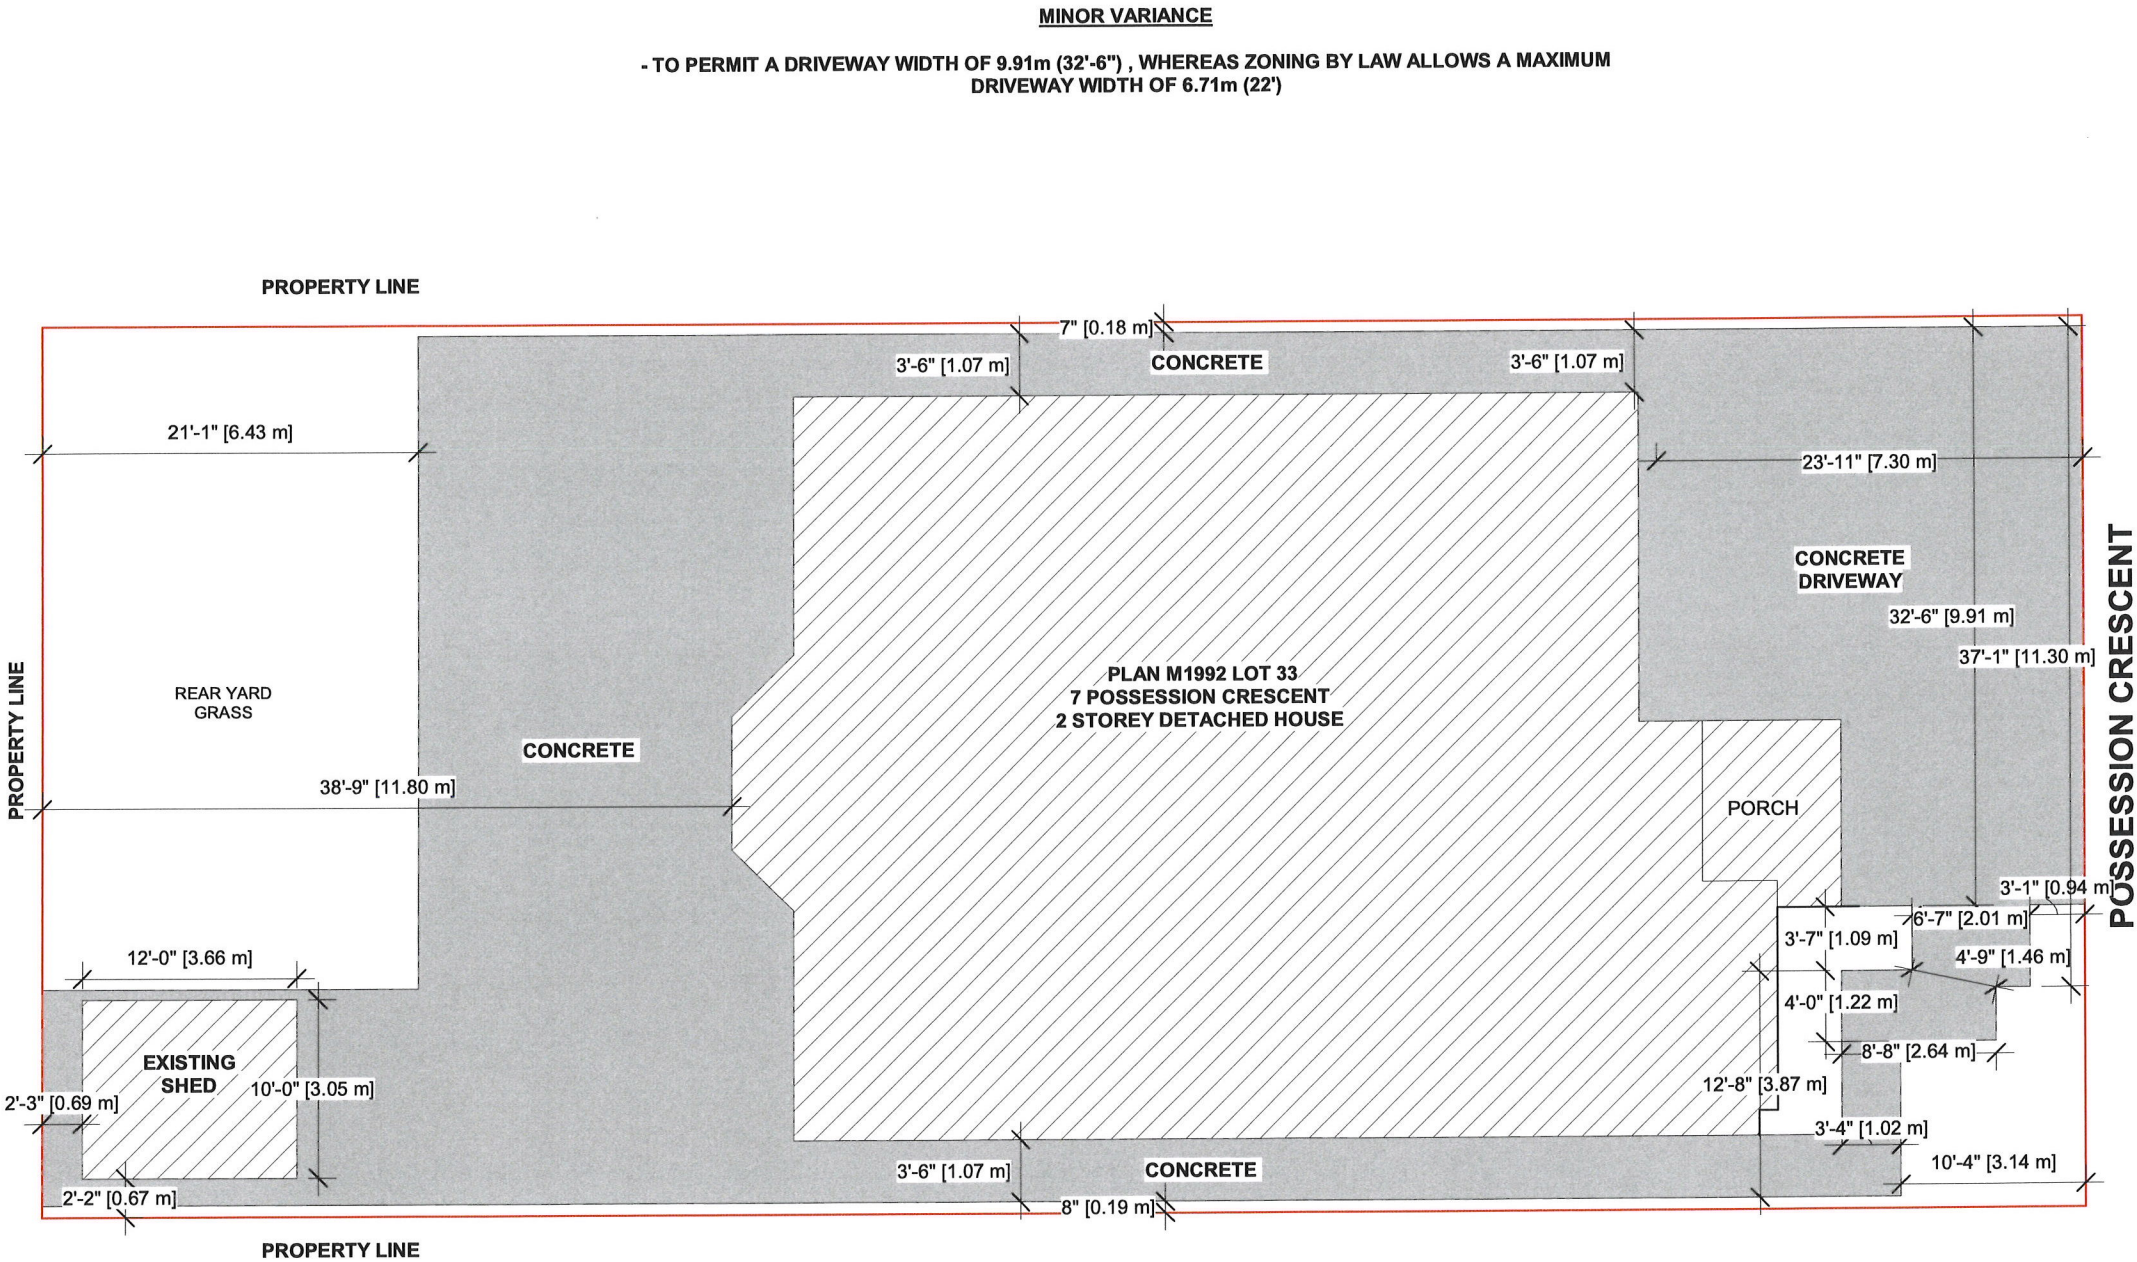 MINOR VARIANCE
- TO PERMIT A DRIVEWAY WIDTH OF 9.91m (32'-6") , WHEREAS ZONING BY LAW ALLOWS A MAXIMUM
DRIVEWAY WIDTH OF 6.71m (22')
PROPERTY LINE
7" [0.18 m]
CONCRETE
3'-6" [1.07 m]
3'-6" [1.07 m]
21'-1" [6.43 m]
23'-11" [7.30 m]
CONCRETE
DRIVEWAY
32'-6" [9.91 m]
37'-1" [11.30 m]
POSSESSION CRESCENT
PROPERTY LINE
REAR YARD
GRASS
PLAN M1992 LOT 33
7 POSSESSION CRESCENT
2 STOREY DETACHED HOUSE
CONCRETE
38'-9" [11.80 m]
PORCH
3'-1" [0.94 m]
6'-7" [2.01 m]
3'-7" [1.09 m]
4'-9" [1.46 m]
12'-0" [3.66 m]
4'-0" [1.22 m]
8'-8" [2.64 m]
EXISTING
SHED
10'-0" [3.05 m]
12'-8" [3.87 m]
2'-3" [0.69 m]
3'-4" [1.02 m]
10'-4" [3.14 m]
3'-6" [1.07 m]
CONCRETE
2'-2" [0.67 m]
8" [0.19 m]
PROPERTY LINE